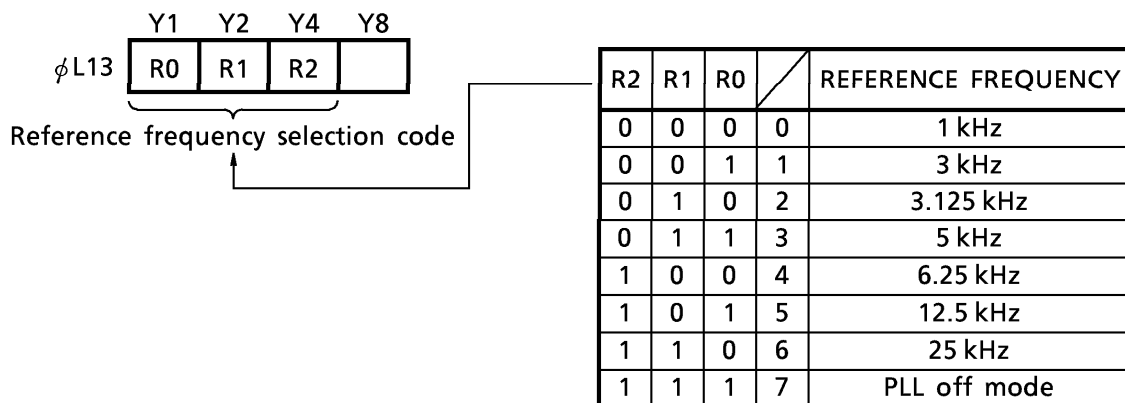 Y1 Y2 Y4 Y8
ϕL13 R0 R1 R2
Reference frequency selection code
R2 R1 R0 REFERENCE FREQUENCY
0 0 0 0 1 kHz
0 0 1 1 3 kHz
0 1 0 2 3.125 kHz
0 1 1 3 5 kHz
1 0 0 4 6.25 kHz
1 0 1 5 12.5 kHz
1 1 0 6 25 kHz
1 1 1 7 PLL off mode